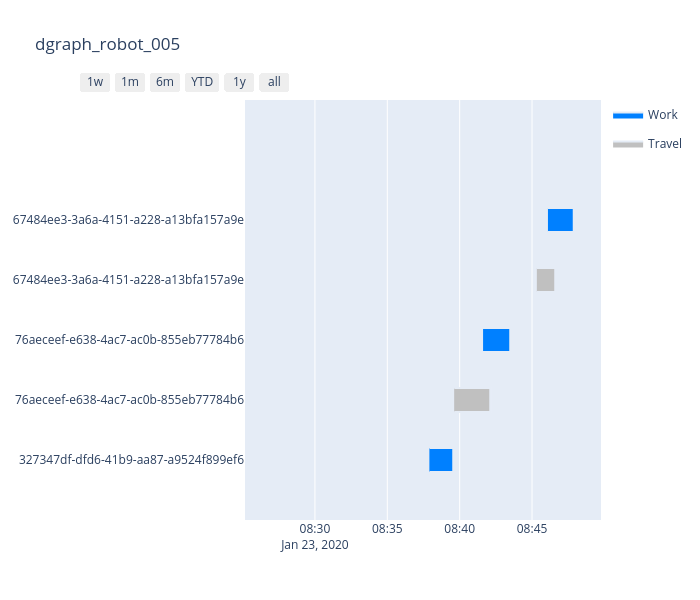 dgraph_robot_005
1w 1m 6m YTD 1y all
Work
Travel
67484ee3-3a6a-4151-a228-a13bfa157a9e
67484ee3-3a6a-4151-a228-a13bfa157a9e
76aeceef-e638-4ac7-ac0b-855eb77784b6
76aeceef-e638-4ac7-ac0b-855eb77784b6
327347df-dfd6-41b9-aa87-a9524f899ef6
08:30 08:35 08:40 08:45
Jan 23, 2020